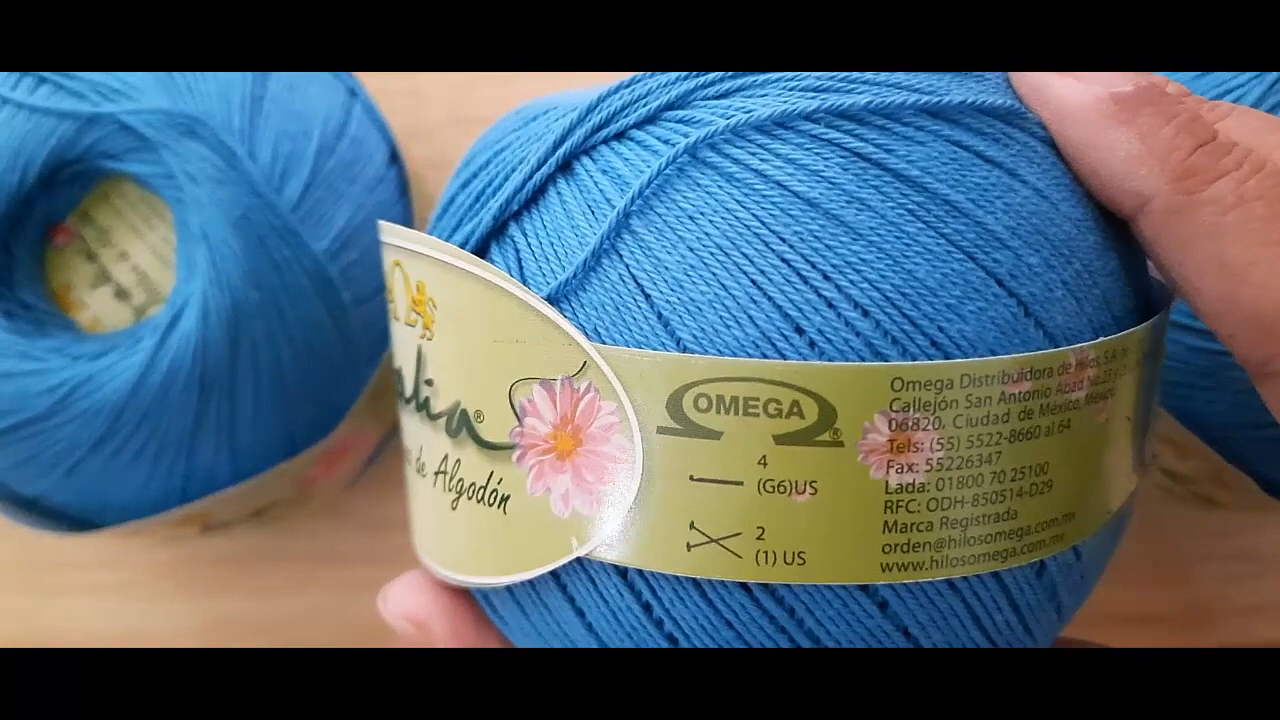 alia®
de Algodón
OMEGA®
4
(G6)US
2
(1) US
Omega Distribuidora de Hilos, S.A.
Callejón San Antonio Abad No.23
06820, Ciudad de México, México
Tels: (55) 5522-8660 al 64
Fax: 55226347
Lada: 01800 70 25100
RFC: ODH-850514-D29
Marca Registrada
orden@hilosomega.com.mx
www.hilosomega.com.mx